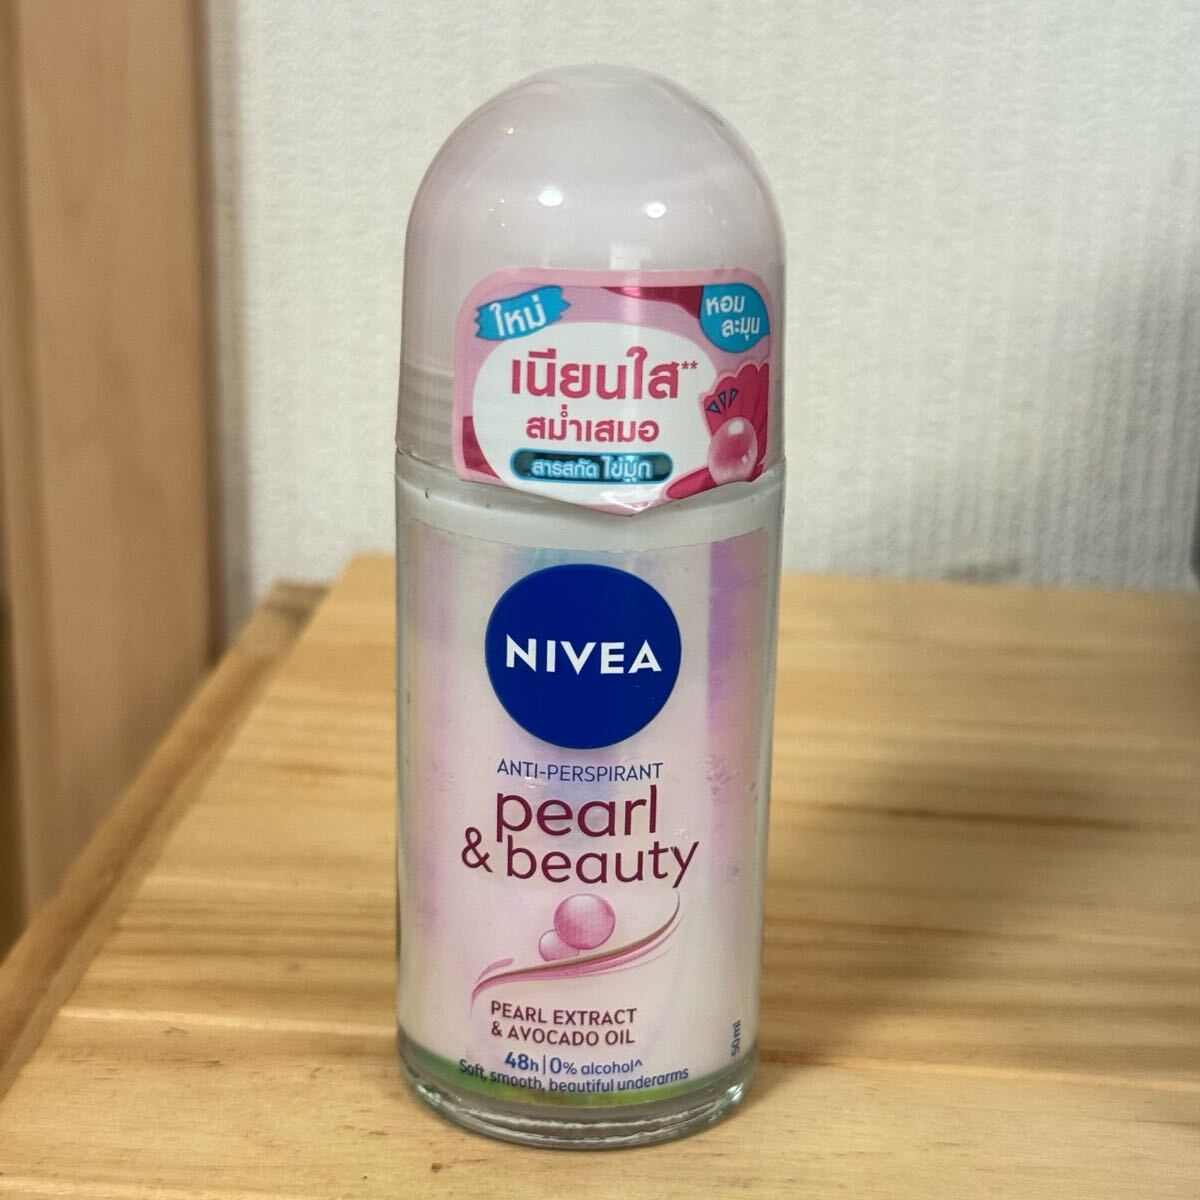 ใหม่
หอม
ละมุน
เนียนใส**
สม่ำเสมอ
สารสกัด ไข่มุก
NIVEA
ANTI-PERSPIRANT
pearl
& beauty
PEARL EXTRACT
& AVOCADO OIL
48h | 0% alcohol^
Soft, smooth, beautiful underarms
50 ml